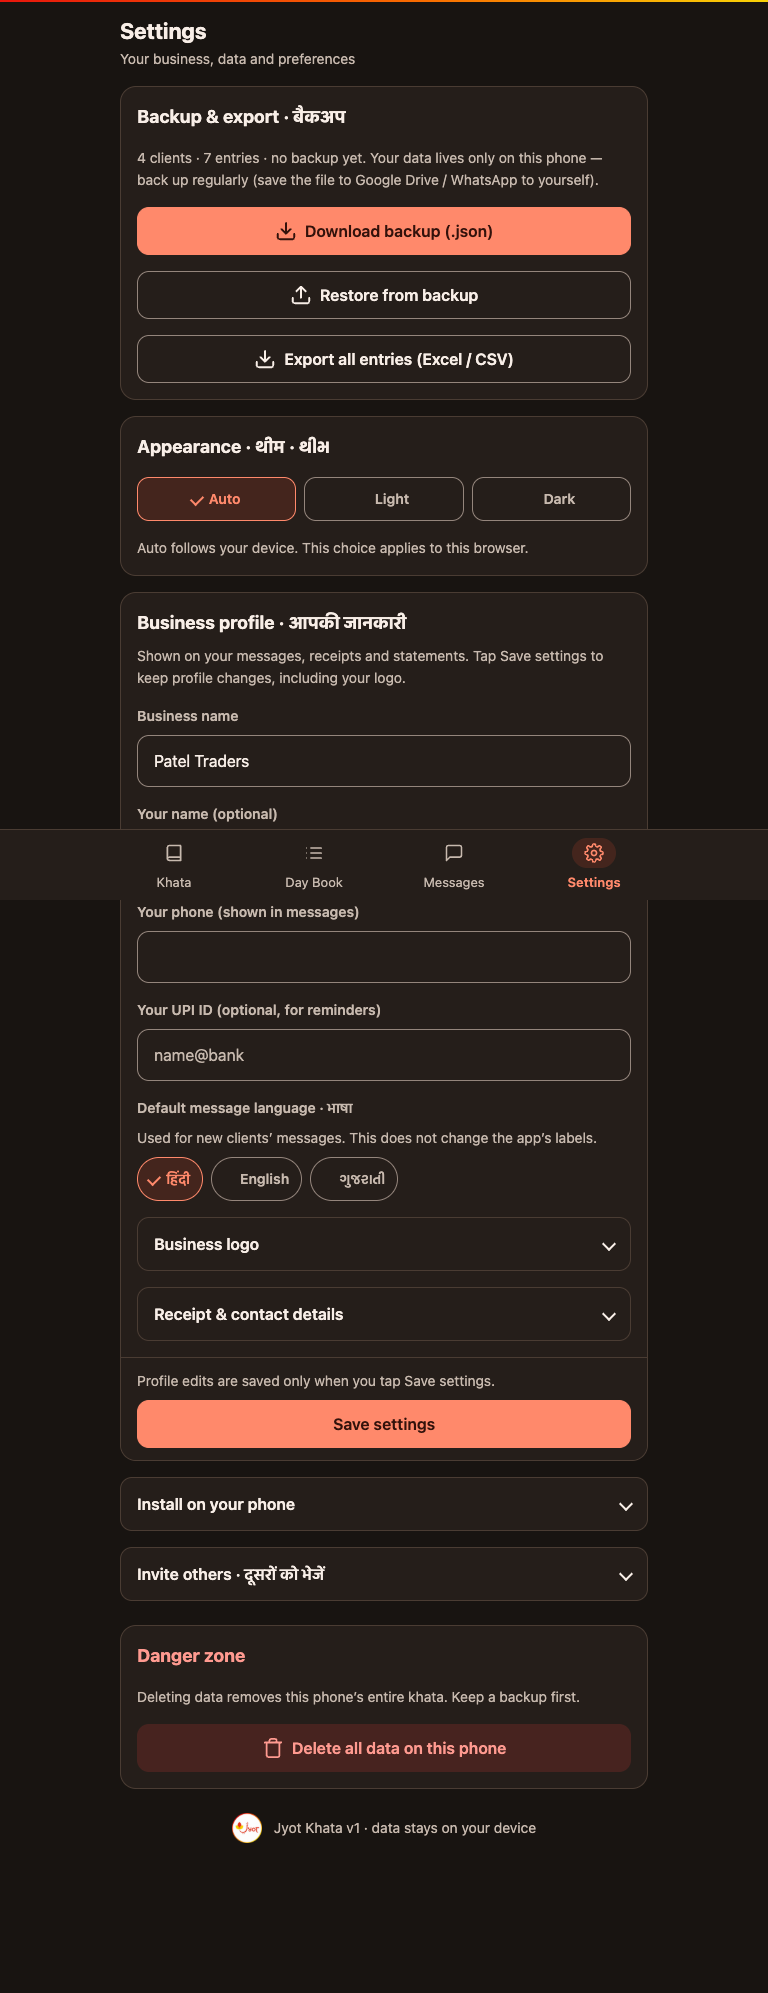 Settings
Your business, data and preferences
Backup & export · बैकअप
4 clients · 7 entries · no backup yet. Your data lives only on this phone —
back up regularly (save the file to Google Drive / WhatsApp to yourself).
Download backup (.json)
Restore from backup
Export all entries (Excel / CSV)
Appearance · थीम · થીમ
Auto
Light
Dark
Auto follows your device. This choice applies to this browser.
Business profile · आपकी जानकारी
Shown on your messages, receipts and statements. Tap Save settings to
keep profile changes, including your logo.
Business name
Patel Traders
Your name (optional)
Khata
Day Book
Messages
Settings
Your phone (shown in messages)
Your UPI ID (optional, for reminders)
name@bank
Default message language · भाषा
Used for new clients’ messages. This does not change the app’s labels.
हिंदी
English
ગુજરાતી
Business logo
Receipt & contact details
Profile edits are saved only when you tap Save settings.
Save settings
Install on your phone
Invite others · दूसरों को भेजें
Danger zone
Deleting data removes this phone’s entire khata. Keep a backup first.
Delete all data on this phone
Jyot
Jyot Khata v1 · data stays on your device